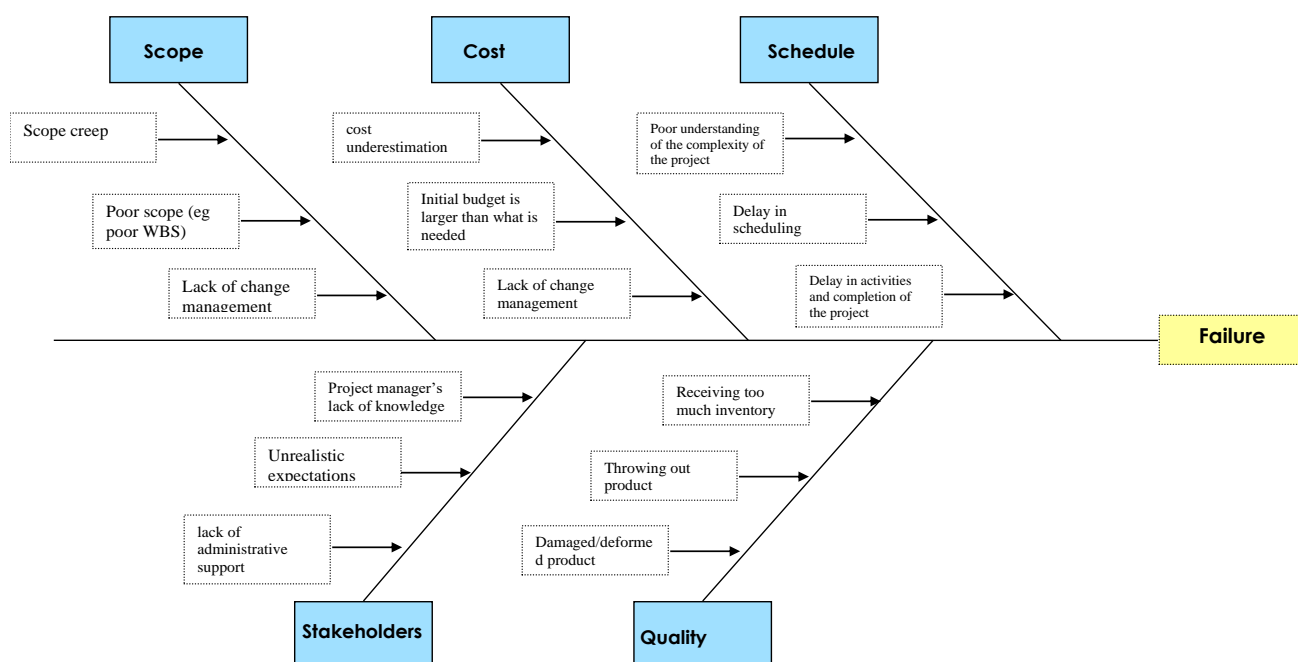 Scope
Cost
Schedule
Scope creep
cost
underestimation
Poor understanding
of the complexity of
the project
Poor scope (eg
poor WBS)
Initial budget is
larger than what is
needed
Delay in
scheduling
Lack of change
management
Lack of change
management
Delay in activities
and completion of
the project
Failure
Project manager's
lack of knowledge
Receiving too
much inventory
Unrealistic
expectations
Throwing out
product
lack of
administrative
support
Damaged/deforme
d product
Stakeholders
Quality